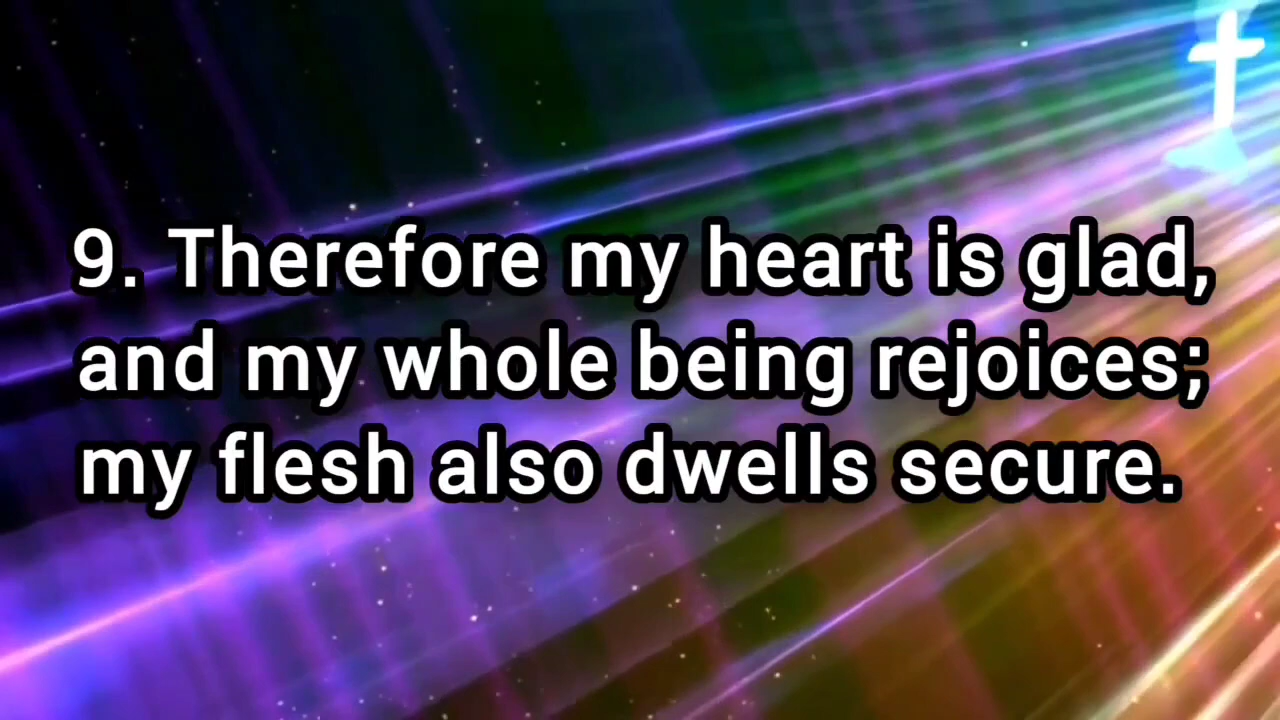 9. Therefore my heart is glad,
and my whole being rejoices;
my flesh also dwells secure.